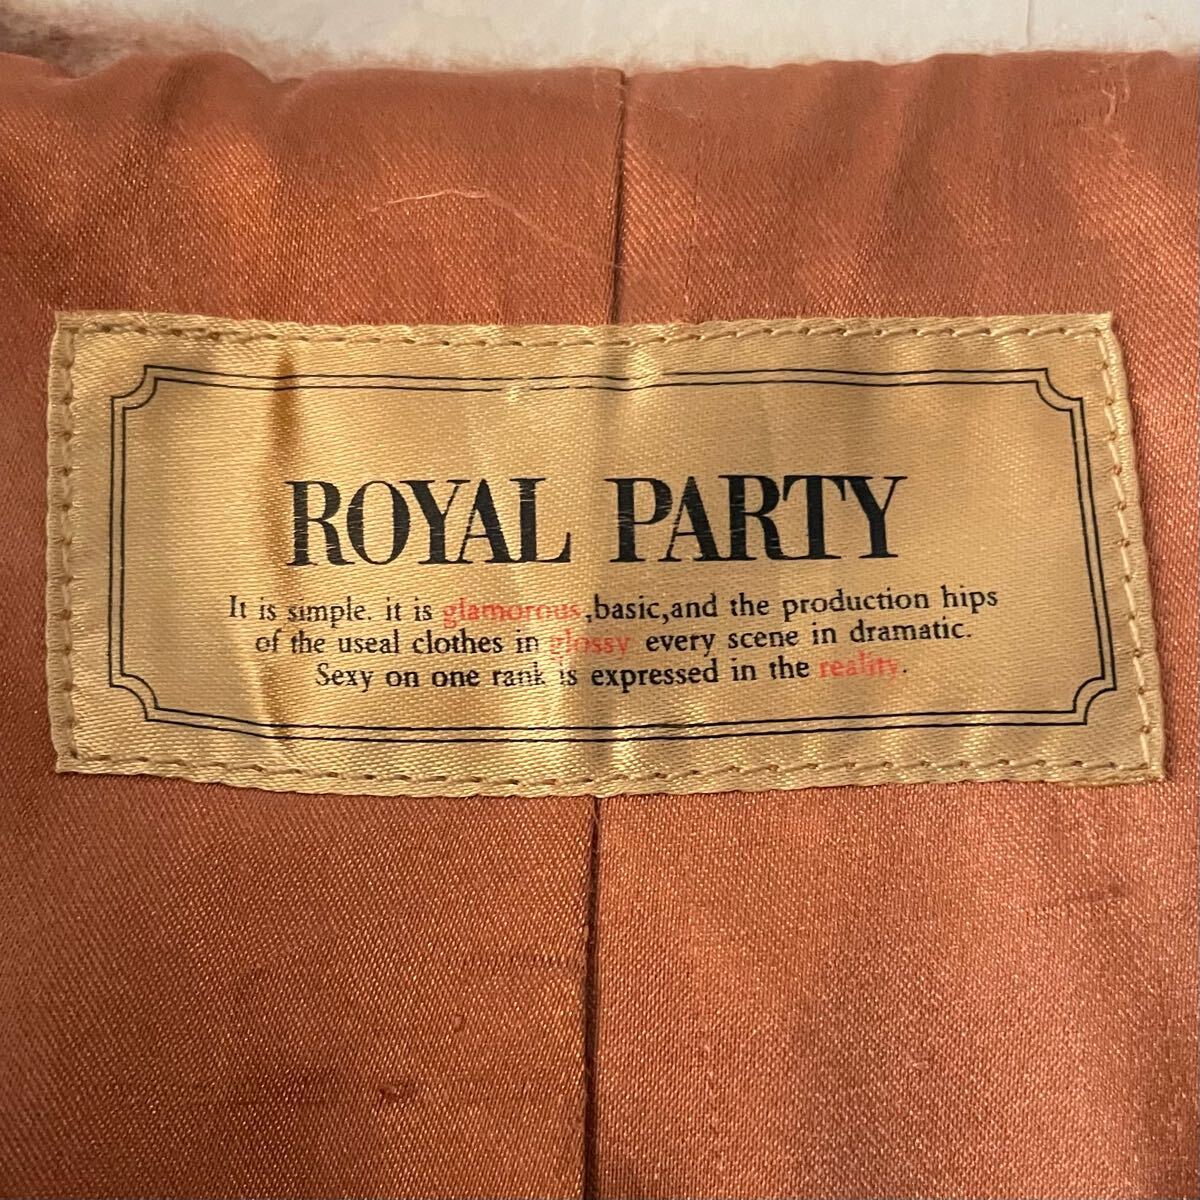 ROYAL PARTY
It is simple. it is glamorous,basic,and the production hips
of the useal clothes in glossy every scene in dramatic.
Sexy on one rank is expressed in the reality.